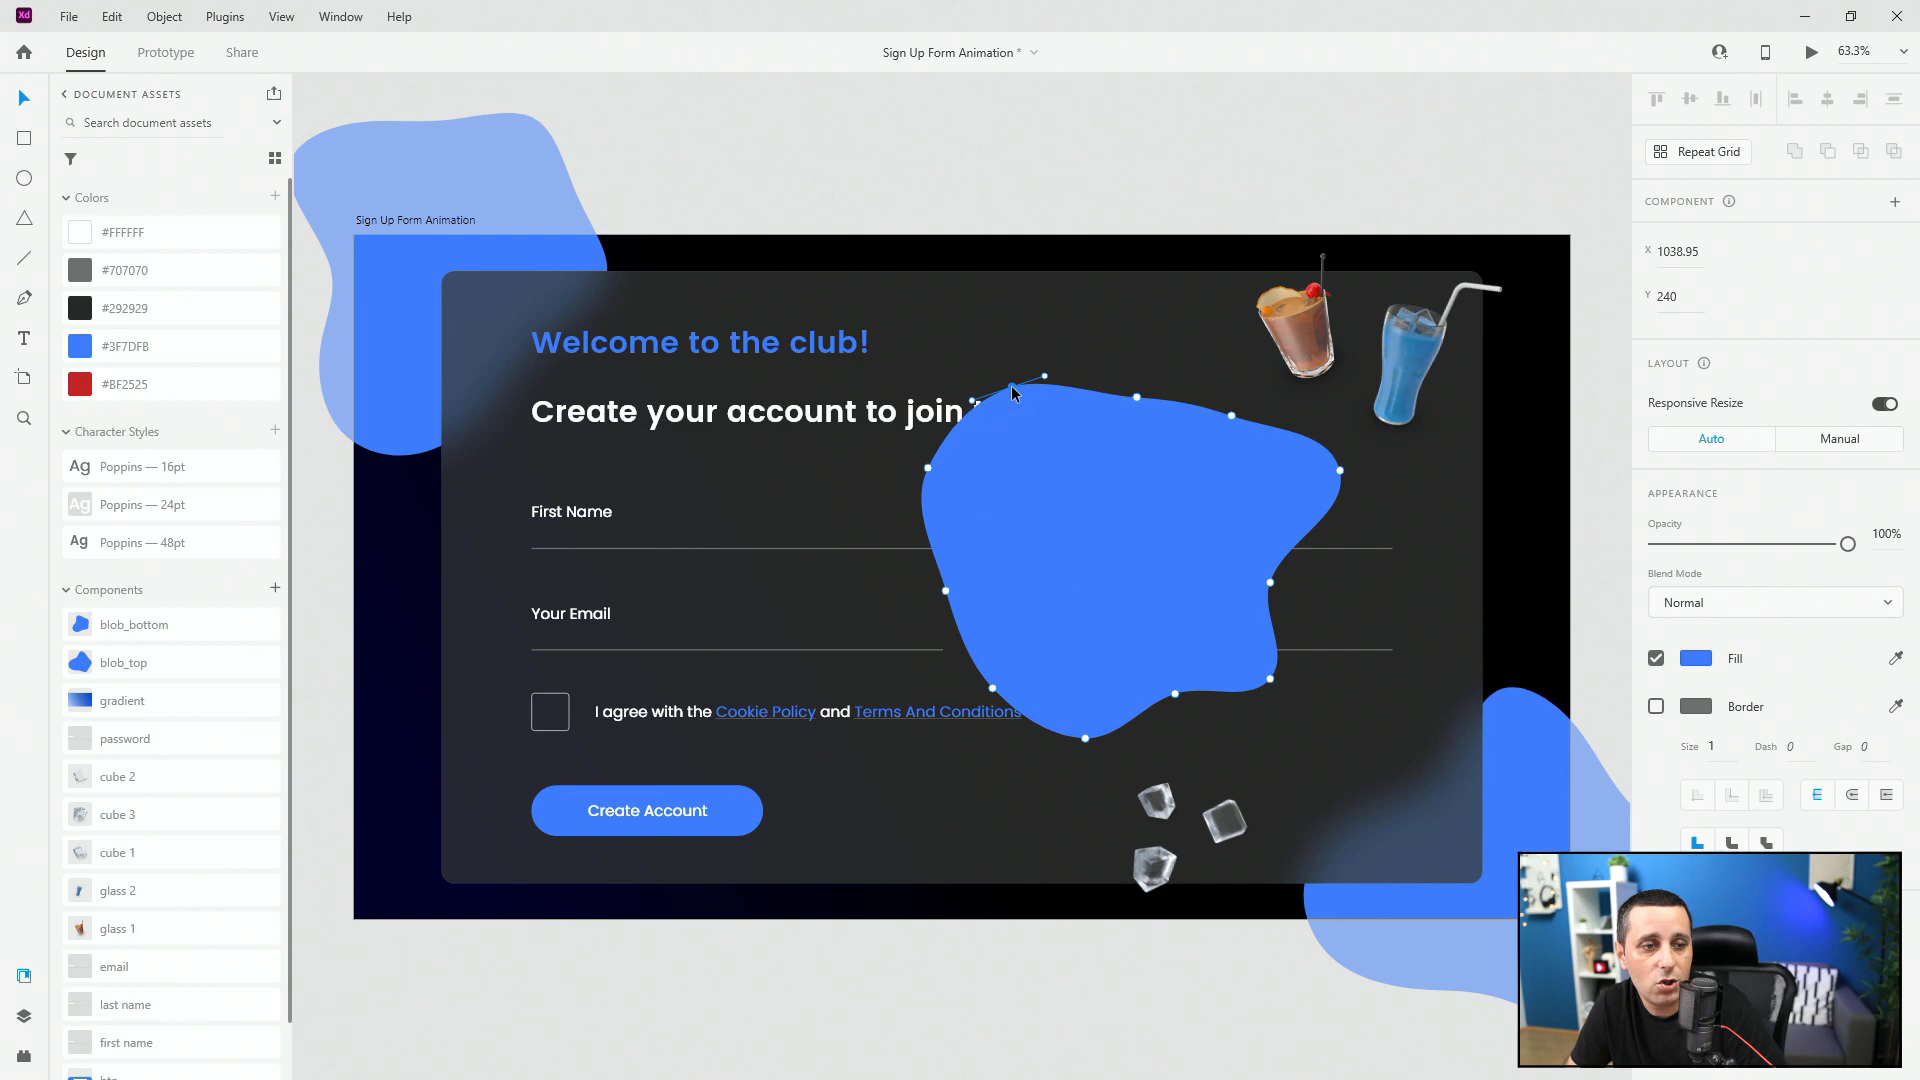 Xd File Edit Object Plugins View Window Help
Design Prototype Share Sign Up Form Animation * 63.3%
DOCUMENT ASSETS
Search document assets
Colors
#FFFFFF
#707070
#292929
#3F7DFB
#BF2525
Character Styles
Ag Poppins — 16pt
Ag Poppins — 24pt
Ag Poppins — 48pt
Components
blob_bottom
blob_top
gradient
password
cube 2
cube 3
cube 1
glass 2
glass 1
email
last name
first name
Sign Up Form Animation
Welcome to the club!
Create your account to join
First Name
Your Email
I agree with the Cookie Policy and Terms And Conditions
Create Account
Repeat Grid
COMPONENT
X 1038.95
Y 240
LAYOUT
Responsive Resize
Auto Manual
APPEARANCE
Opacity
100%
Blend Mode
Normal
Fill
Border
Size 1 Dash 0 Gap 0